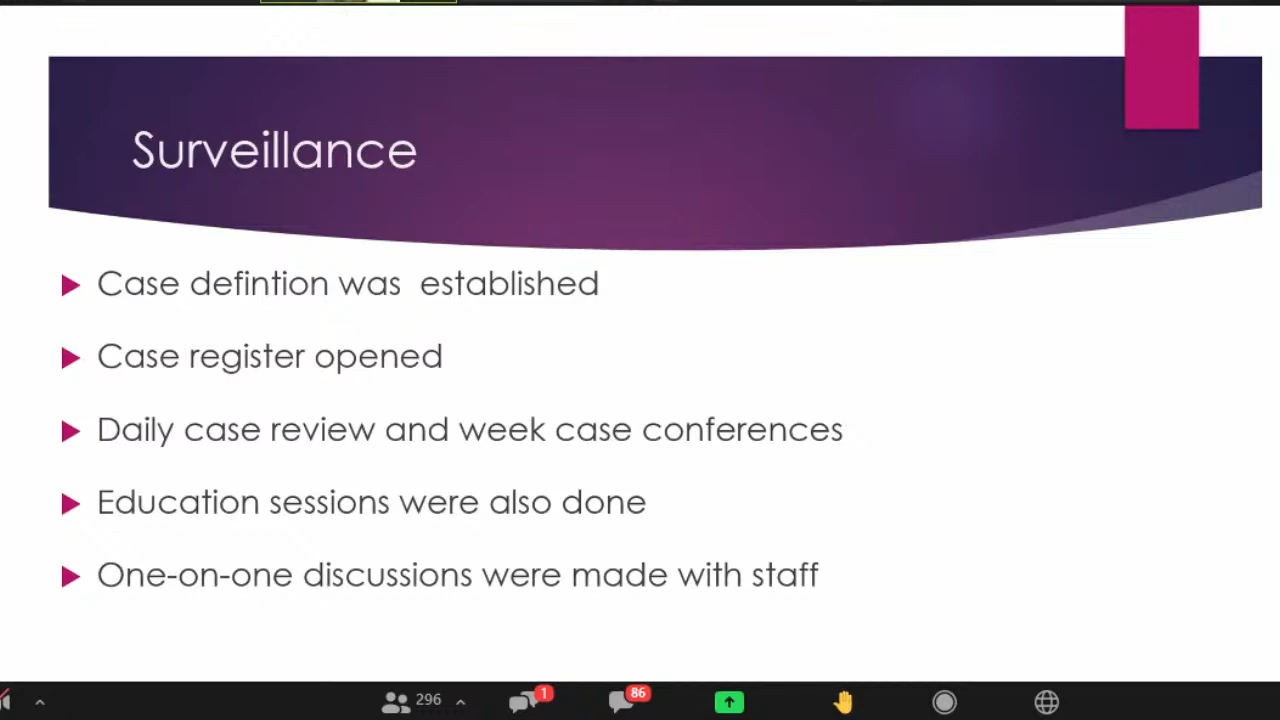 Surveillance
Case defintion was  established
Case register opened
Daily case review and week case conferences
Education sessions were also done
One-on-one discussions were made with staff
296
1
86